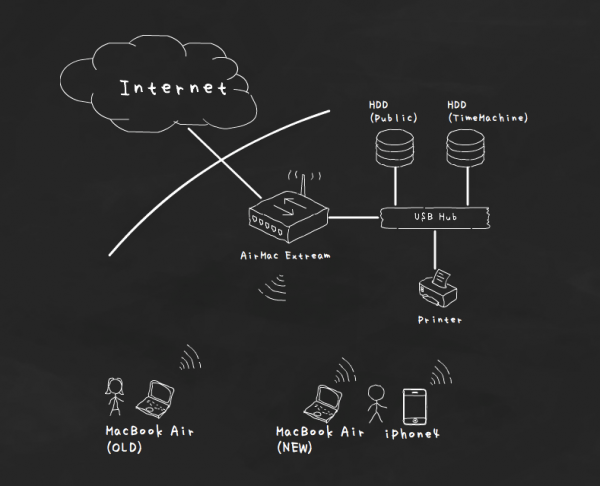 Internet
HDD
(Public)
HDD
(TimeMachine)
USB Hub
AirMac Extream
Printer
MacBook Air
(OLD)
MacBook Air
(NEW)
iPhone4